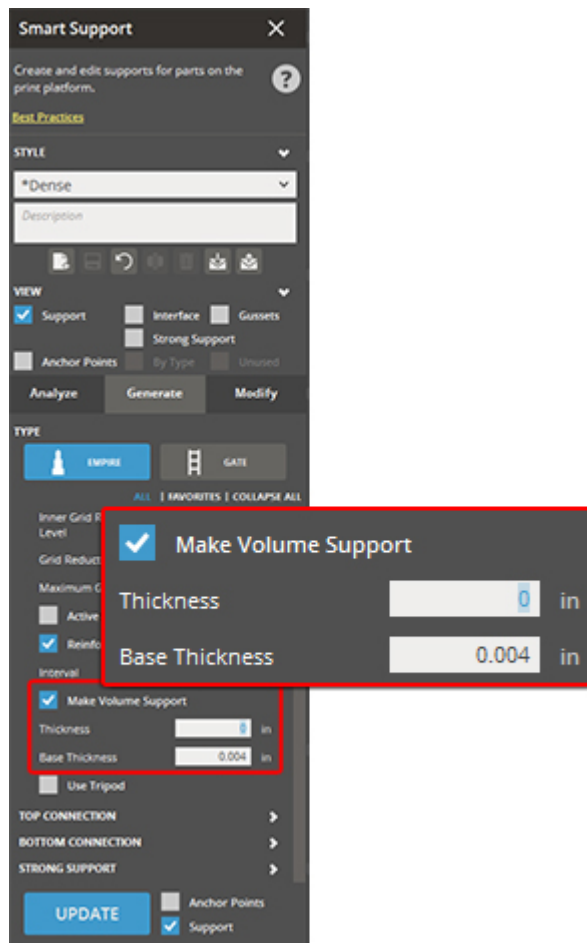 Smart Support
Create and edit supports for parts on the
print platform.
?
Best Practices
STYLE
*Dense
Description
VIEW
Support
Interface
Gussets
Strong Support
Anchor Points
By Type
Unused
Analyze
Generate
Modify
TYPE
EMPIRE
GATE
ALL | FAVORITES | COLLAPSE ALL
Inner Grid
Level
Grid
Maximum
Active
Interval
Make Volume Support
Thickness
0 in
Base Thickness
0.004 in
Make Volume Support
Thickness
0 in
Base Thickness
0.004 in
Use Tripod
TOP CONNECTION
BOTTOM CONNECTION
STRONG SUPPORT
UPDATE
Anchor Points
Support